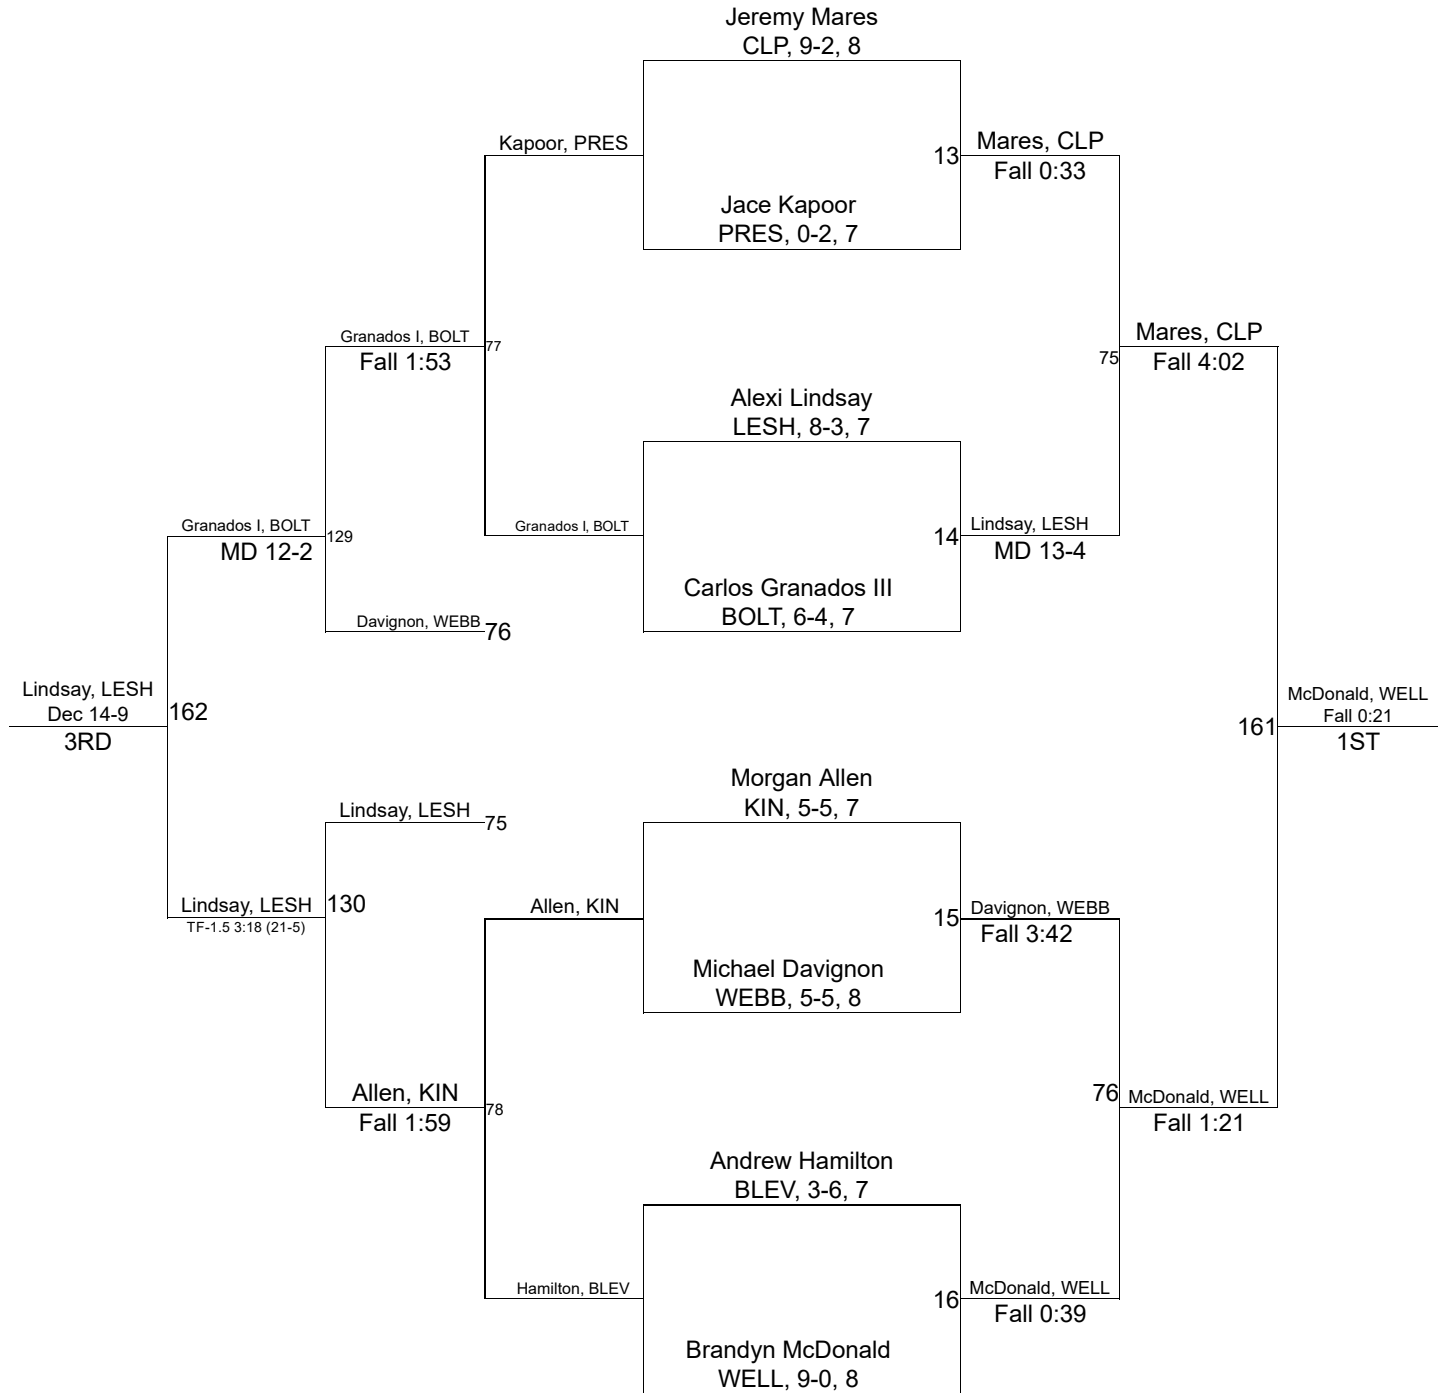 Jeremy Mares
CLP, 9-2, 8
Kapoor, PRES
13
Mares, CLP
Fall 0:33
Jace Kapoor
PRES, 0-2, 7
Granados I, BOLT
Fall 1:53
77
75
Mares, CLP
Fall 4:02
Alexi Lindsay
LESH, 8-3, 7
Granados I, BOLT
MD 12-2
129
Granados I, BOLT
14
Lindsay, LESH
MD 13-4
Carlos Granados III
BOLT, 6-4, 7
Davignon, WEBB
76
Lindsay, LESH
Dec 14-9
3RD
162
161
McDonald, WELL
Fall 0:21
1ST
Morgan Allen
KIN, 5-5, 7
Lindsay, LESH
75
Lindsay, LESH
TF-1.5 3:18 (21-5)
130
Allen, KIN
15
Davignon, WEBB
Fall 3:42
Michael Davignon
WEBB, 5-5, 8
Allen, KIN
Fall 1:59
78
76
McDonald, WELL
Fall 1:21
Andrew Hamilton
BLEV, 3-6, 7
Hamilton, BLEV
16
McDonald, WELL
Fall 0:39
Brandyn McDonald
WELL, 9-0, 8